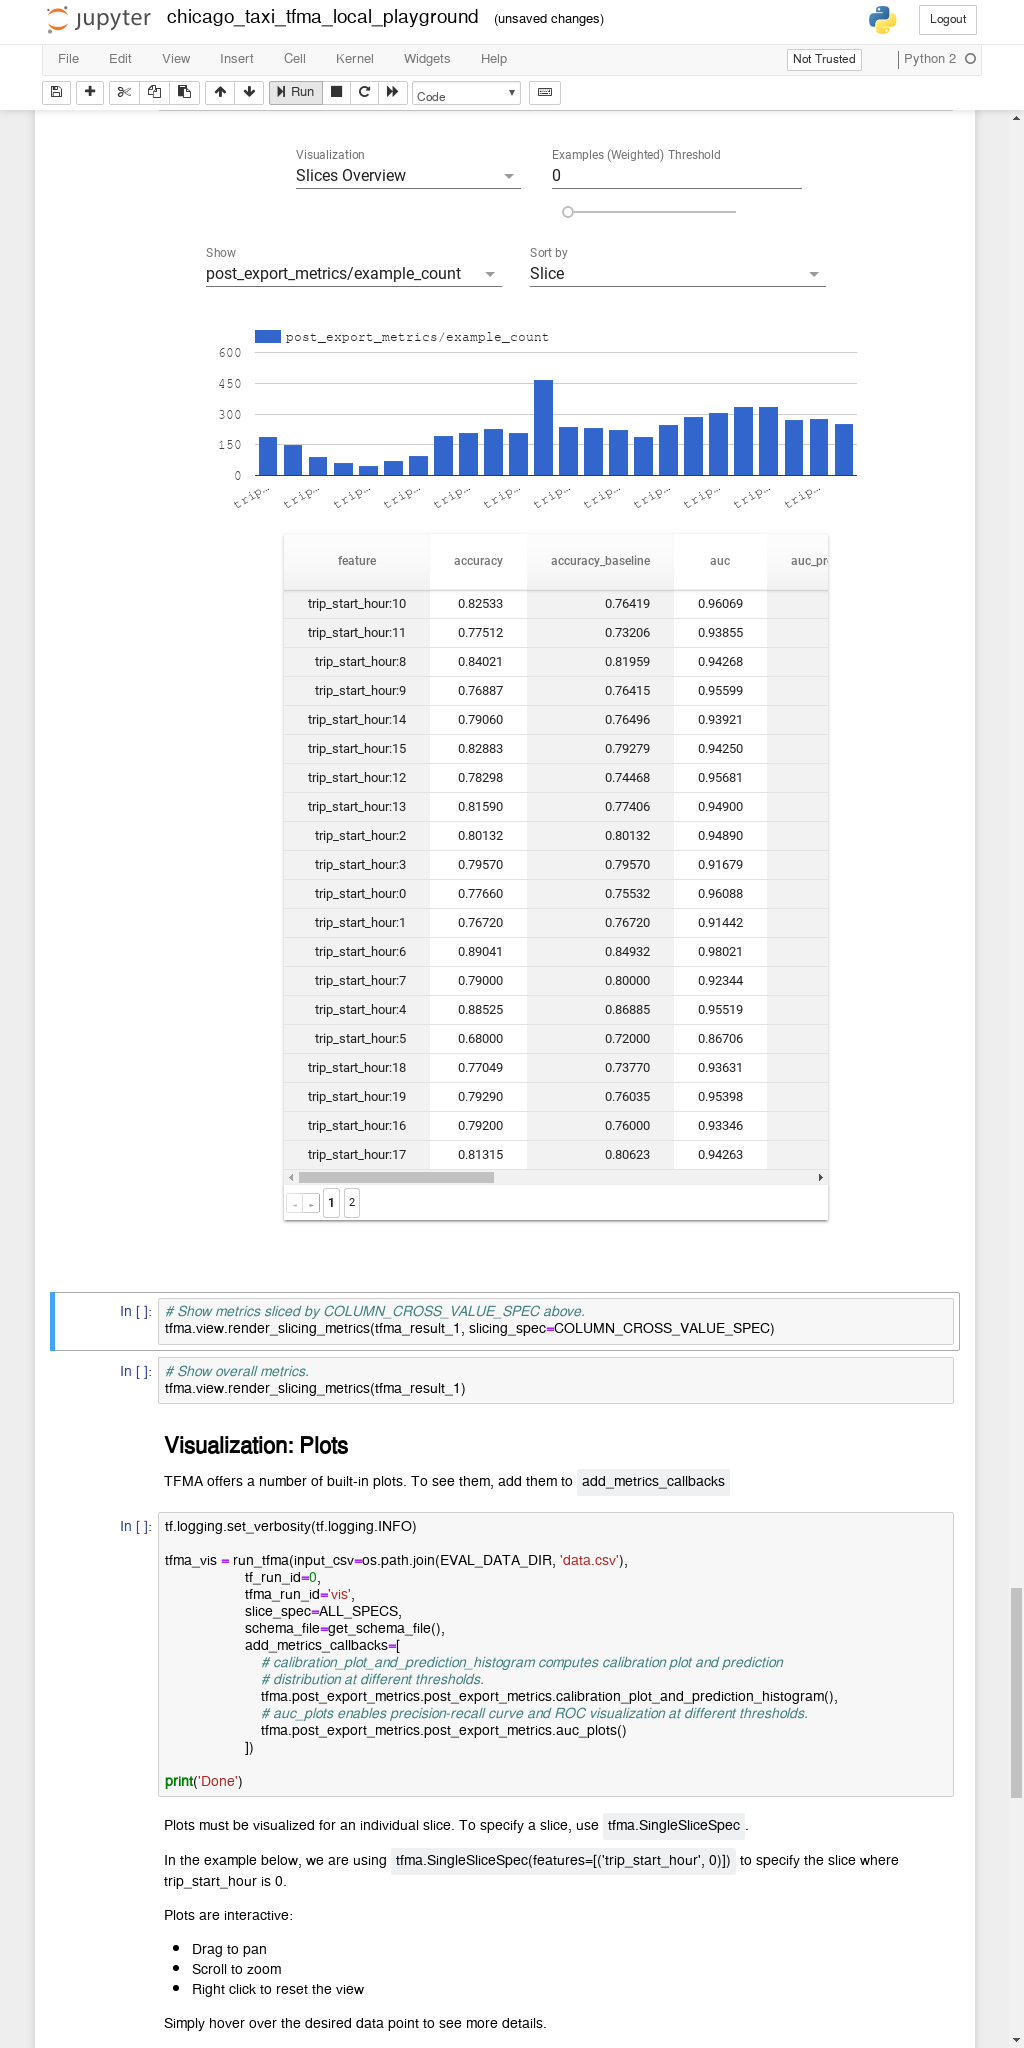 jupyter chicago_taxi_tfma_local_playground (unsaved changes) Logout
File Edit View Insert Cell Kernel Widgets Help Not Trusted Python 2
Run Code
Visualization Examples (Weighted) Threshold
Slices Overview 0
Show Sort by
post_export_metrics/example_count Slice
post_export_metrics/example_count
600
450
300
150
0
trip... trip... trip... trip... trip... trip... trip... trip... trip... trip... trip... trip...
feature accuracy accuracy_baseline auc auc_pr
trip_start_hour:10 0.82533 0.76419 0.96069
trip_start_hour:11 0.77512 0.73206 0.93855
trip_start_hour:8 0.84021 0.81959 0.94268
trip_start_hour:9 0.76887 0.76415 0.95599
trip_start_hour:14 0.79060 0.76496 0.93921
trip_start_hour:15 0.82883 0.79279 0.94250
trip_start_hour:12 0.78298 0.74468 0.95681
trip_start_hour:13 0.81590 0.77406 0.94900
trip_start_hour:2 0.80132 0.80132 0.94890
trip_start_hour:3 0.79570 0.79570 0.91679
trip_start_hour:0 0.77660 0.75532 0.96088
trip_start_hour:1 0.76720 0.76720 0.91442
trip_start_hour:6 0.89041 0.84932 0.98021
trip_start_hour:7 0.79000 0.80000 0.92344
trip_start_hour:4 0.88525 0.86885 0.95519
trip_start_hour:5 0.68000 0.72000 0.86706
trip_start_hour:18 0.77049 0.73770 0.93631
trip_start_hour:19 0.79290 0.76035 0.95398
trip_start_hour:16 0.79200 0.76000 0.93346
trip_start_hour:17 0.81315 0.80623 0.94263
1 2
In [ ]: # Show metrics sliced by COLUMN_CROSS_VALUE_SPEC above.
tfma.view.render_slicing_metrics(tfma_result_1, slicing_spec=COLUMN_CROSS_VALUE_SPEC)
In [ ]: # Show overall metrics.
tfma.view.render_slicing_metrics(tfma_result_1)
Visualization: Plots
TFMA offers a number of built-in plots. To see them, add them to add_metrics_callbacks
In [ ]: tf.logging.set_verbosity(tf.logging.INFO)
tfma_vis = run_tfma(input_csv=os.path.join(EVAL_DATA_DIR, 'data.csv'),
tf_run_id=0,
tfma_run_id='vis',
slice_spec=ALL_SPECS,
schema_file=get_schema_file(),
add_metrics_callbacks=[
# calibration_plot_and_prediction_histogram computes calibration plot and prediction
# distribution at different thresholds.
tfma.post_export_metrics.post_export_metrics.calibration_plot_and_prediction_histogram(),
# auc_plots enables precision-recall curve and ROC visualization at different thresholds.
tfma.post_export_metrics.post_export_metrics.auc_plots()
])
print('Done')
Plots must be visualized for an individual slice. To specify a slice, use tfma.SingleSliceSpec .
In the example below, we are using tfma.SingleSliceSpec(features=[('trip_start_hour', 0)]) to specify the slice where
trip_start_hour is 0.
Plots are interactive:
• Drag to pan
• Scroll to zoom
• Right click to reset the view
Simply hover over the desired data point to see more details.